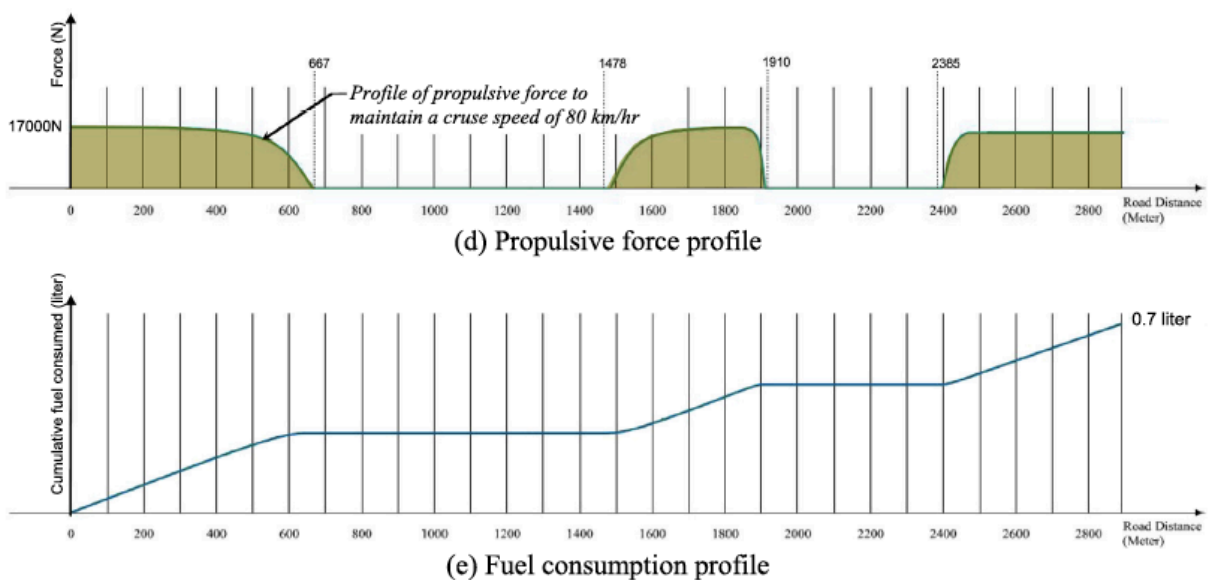 Force (N)
667
1478
1910
2385
Profile of propulsive force to
maintain a cruse speed of 80 km/hr
17000N
0
200
400
600
800
1000
1200
1400
1600
1800
2000
2200
2400
2600
2800
Road Distance
(Meter)
(d) Propulsive force profile
Cumulative fuel consumed (liter)
0.7 liter
0
200
400
600
800
1000
1200
1400
1600
1800
2000
2200
2400
2600
2800
Road Distance
(Meter)
(e) Fuel consumption profile